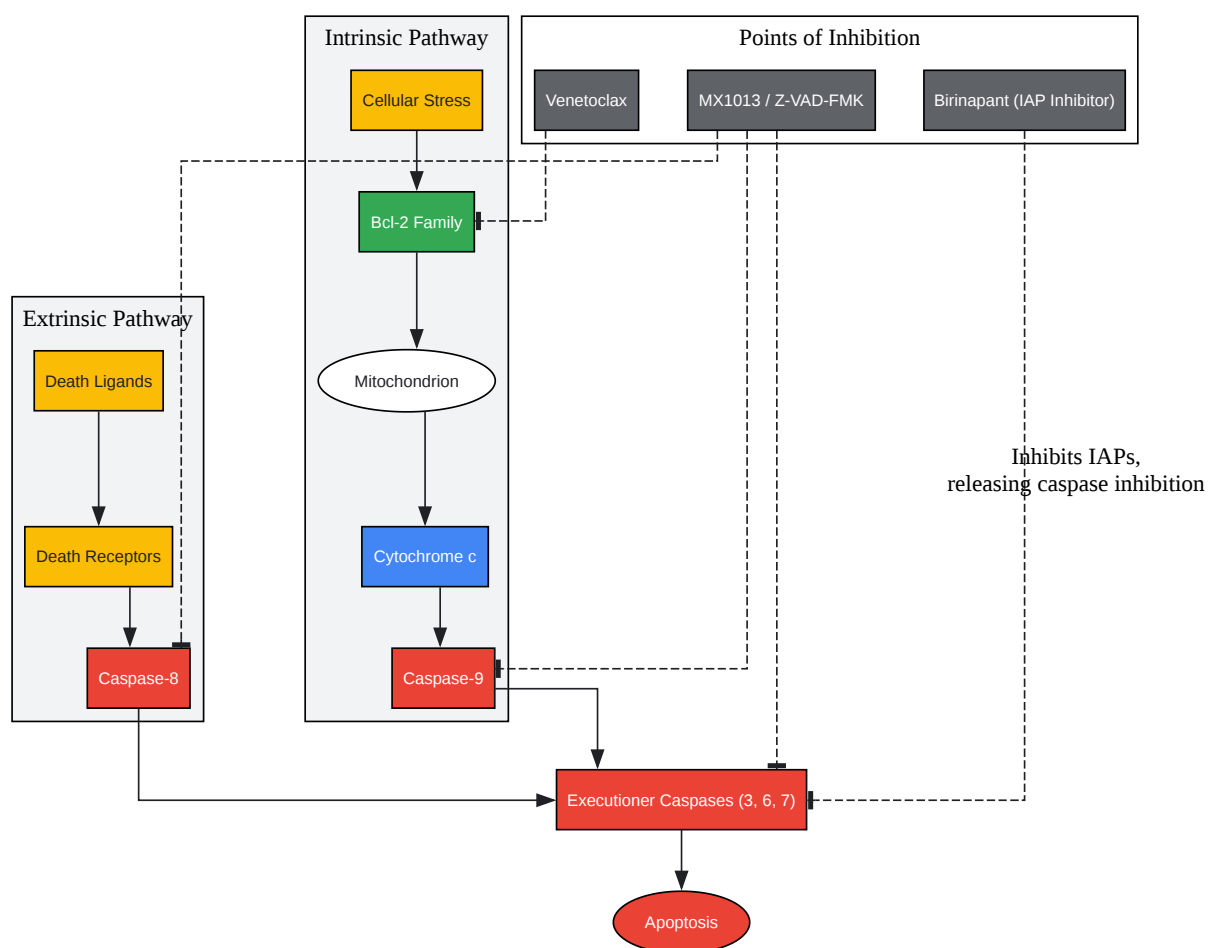 Intrinsic Pathway
Points of Inhibition
Cellular Stress
Venetoclax
MX1013 / Z-VAD-FMK
Birinapant (IAP Inhibitor)
Bcl-2 Family
Extrinsic Pathway
Death Ligands
Mitochondrion
Inhibits IAPs,
releasing caspase inhibition
Death Receptors
Cytochrome c
Caspase-8
Caspase-9
Executioner Caspases (3, 6, 7)
Apoptosis